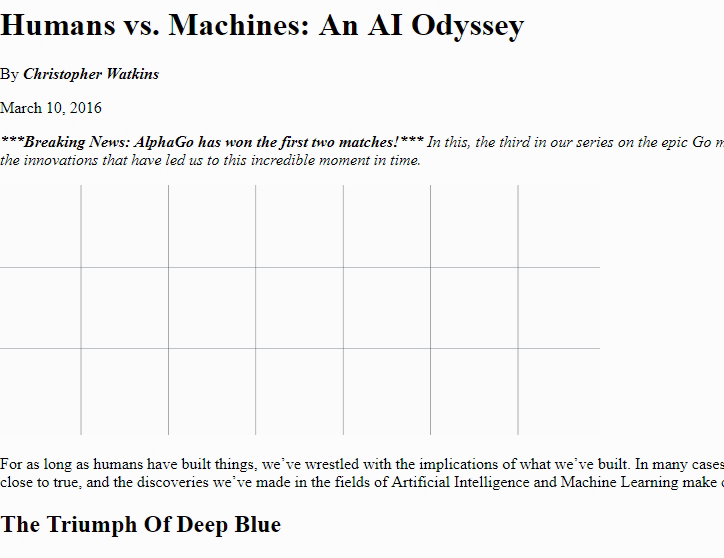 Humans vs. Machines: An AI Odyssey
By Christopher Watkins
March 10, 2016
***Breaking News: AlphaGo has won the first two matches!*** In this, the third in our series on the epic Go
the innovations that have led us to this incredible moment in time.
For as long as humans have built things, we’ve wrestled with the implications of what we’ve built. In many cases
close to true, and the discoveries we’ve made in the fields of Artificial Intelligence and Machine Learning make
The Triumph Of Deep Blue